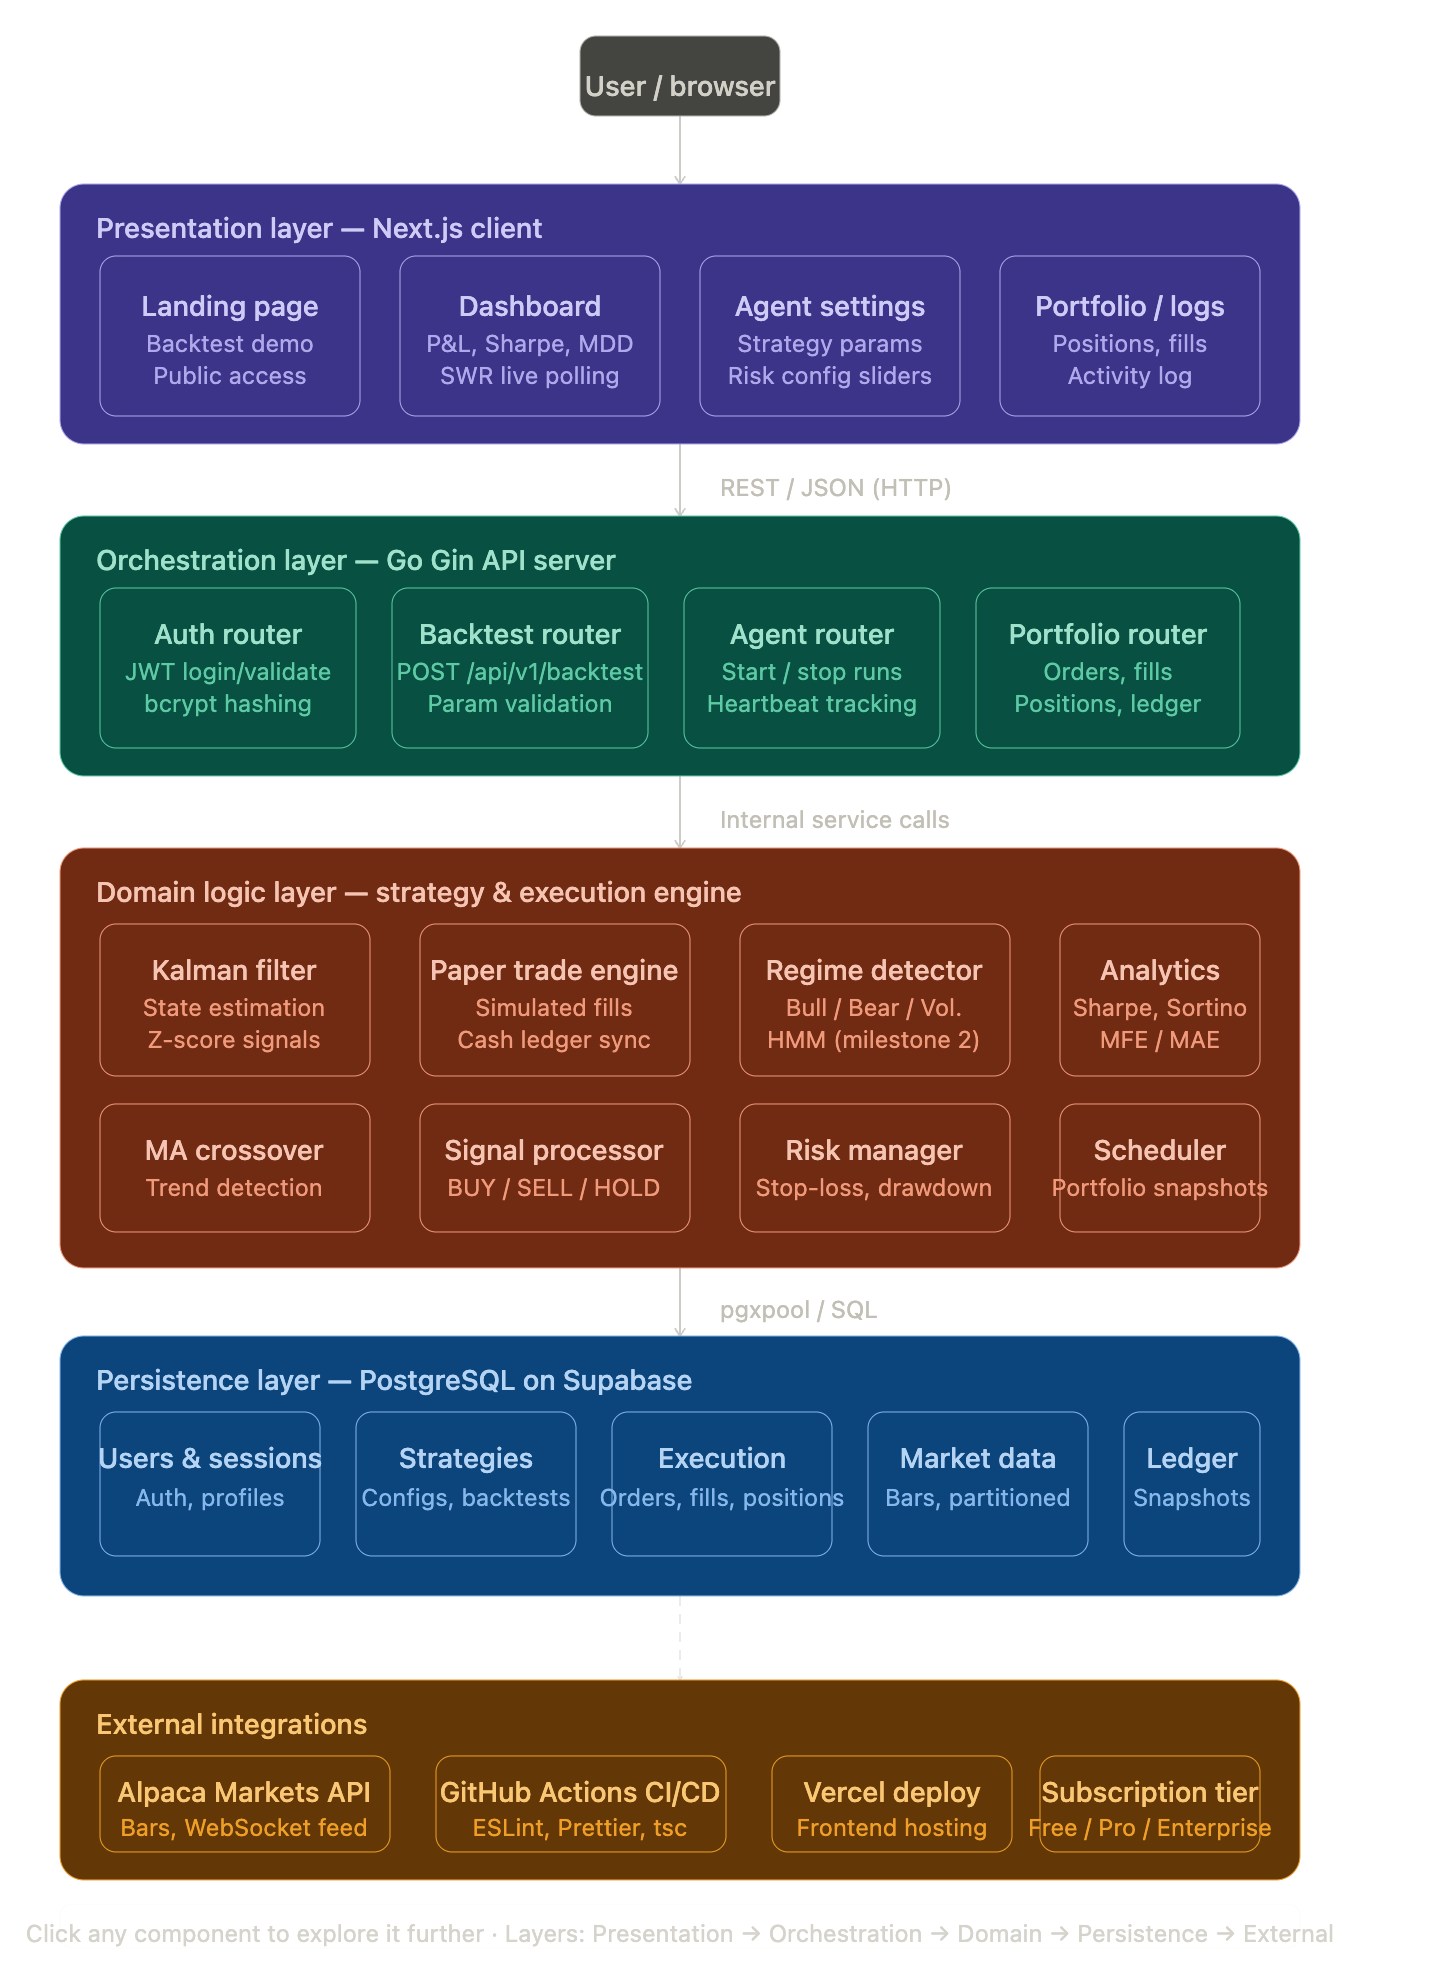 User / browser
Presentation layer — Next.js client
Landing page
Backtest demo
Public access
Dashboard
P&L, Sharpe, MDD
SWR live polling
Agent settings
Strategy params
Risk config sliders
Portfolio / logs
Positions, fills
Activity log
REST / JSON (HTTP)
Orchestration layer — Go Gin API server
Auth router
JWT login/validate
bcrypt hashing
Backtest router
POST /api/v1/backtest
Param validation
Agent router
Start / stop runs
Heartbeat tracking
Portfolio router
Orders, fills
Positions, ledger
Internal service calls
Domain logic layer — strategy & execution engine
Kalman filter
State estimation
Z-score signals
Paper trade engine
Simulated fills
Cash ledger sync
Regime detector
Bull / Bear / Vol.
HMM (milestone 2)
Analytics
Sharpe, Sortino
MFE / MAE
MA crossover
Trend detection
Signal processor
BUY / SELL / HOLD
Risk manager
Stop-loss, drawdown
Scheduler
Portfolio snapshots
pgxpool / SQL
Persistence layer — PostgreSQL on Supabase
Users & sessions
Auth, profiles
Strategies
Configs, backtests
Execution
Orders, fills, positions
Market data
Bars, partitioned
Ledger
Snapshots
External integrations
Alpaca Markets API
Bars, WebSocket feed
GitHub Actions CI/CD
ESLint, Prettier, tsc
Vercel deploy
Frontend hosting
Subscription tier
Free / Pro / Enterprise
Click any component to explore it further · Layers: Presentation → Orchestration → Domain → Persistence → External